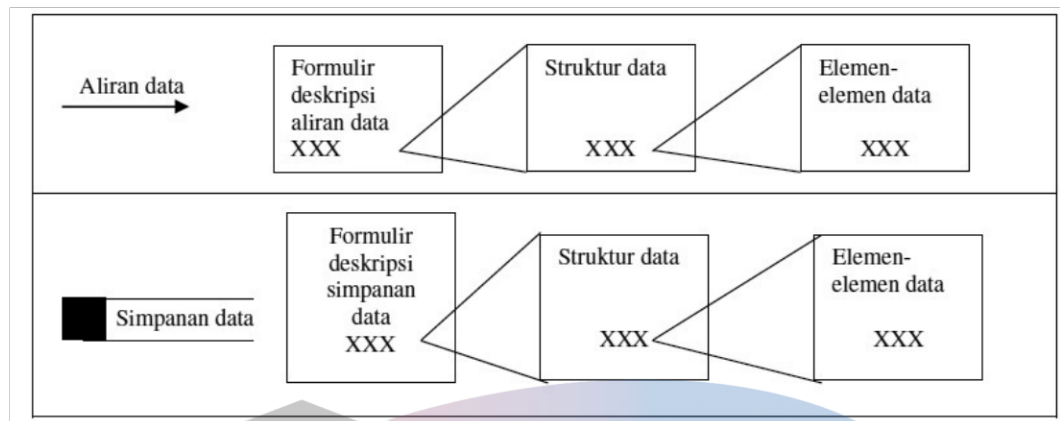 Aliran data
Formulir
deskripsi
aliran data
XXX
Struktur data
XXX
Elemen-
elemen data
XXX
Simpanan data
Formulir
deskripsi
simpanan
data
XXX
Struktur data
XXX
Elemen-
elemen data
XXX